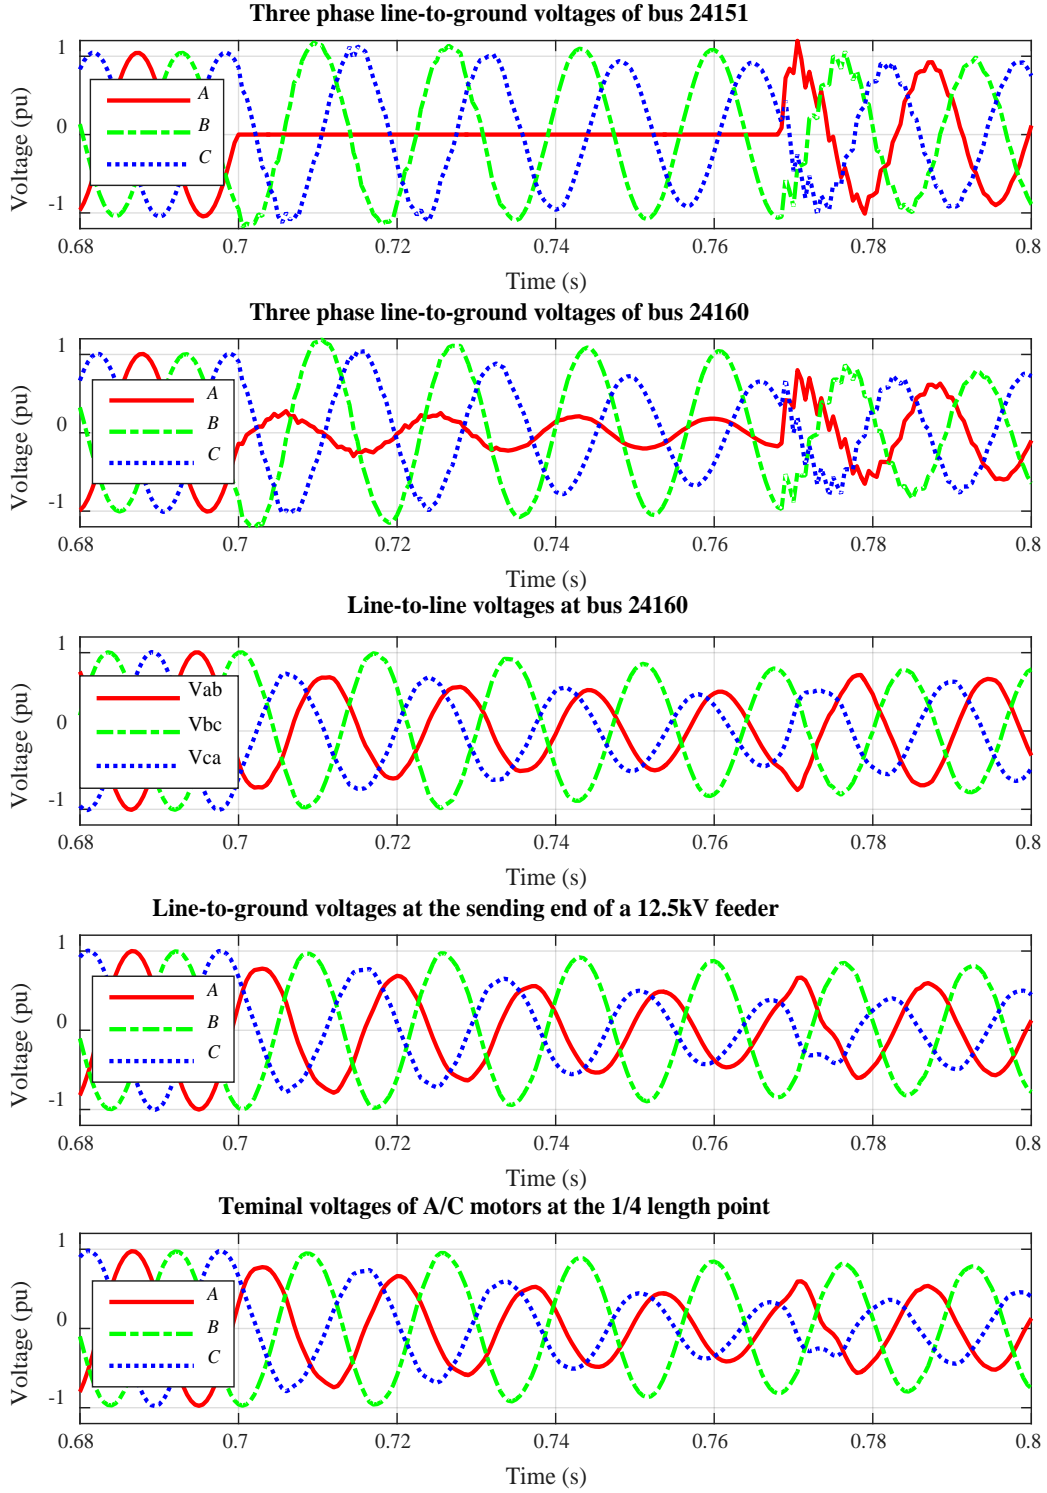 Three phase line-to-ground voltages of bus 24151
Voltage (pu)
1
0
-1
A
B
C
0.68 0.7 0.72 0.74 0.76 0.78 0.8
Time (s)
Three phase line-to-ground voltages of bus 24160
Voltage (pu)
1
0
-1
A
B
C
0.68 0.7 0.72 0.74 0.76 0.78 0.8
Time (s)
Line-to-line voltages at bus 24160
Voltage (pu)
1
0
-1
Vab
Vbc
Vca
0.68 0.7 0.72 0.74 0.76 0.78 0.8
Time (s)
Line-to-ground voltages at the sending end of a 12.5kV feeder
Voltage (pu)
1
0
-1
A
B
C
0.68 0.7 0.72 0.74 0.76 0.78 0.8
Time (s)
Teminal voltages of A/C motors at the 1/4 length point
Voltage (pu)
1
0
-1
A
B
C
0.68 0.7 0.72 0.74 0.76 0.78 0.8
Time (s)